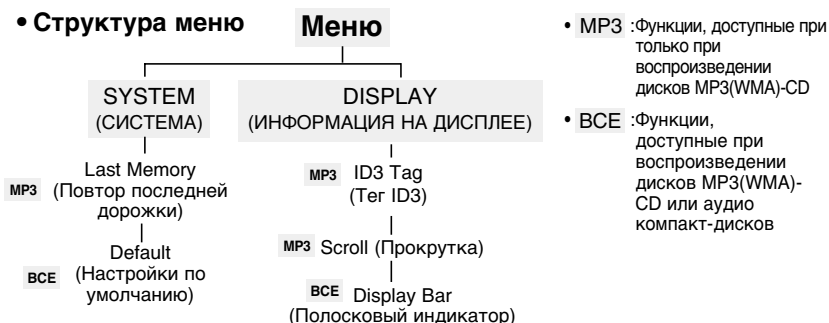 • Структура меню
Меню
SYSTEM
(СИСТЕМА)
MP3
Last Memory
(Повтор последней
дорожки)
ВСЕ
Default
(Настройки по
умолчанию)
DISPLAY
(ИНФОРМАЦИЯ НА ДИСПЛЕЕ)
MP3
ID3 Tag
(Тег ID3)
MP3 Scroll (Прокрутка)
ВСЕ
Display Bar
(Полосковый индикатор)
• MP3 :Функции, доступные при
только при
воспроизведении
дисков MP3(WMA)-CD
• ВСЕ :Функции,
доступные при
воспроизведении
дисков MP3(WMA)-
CD или аудио
компакт-дисков